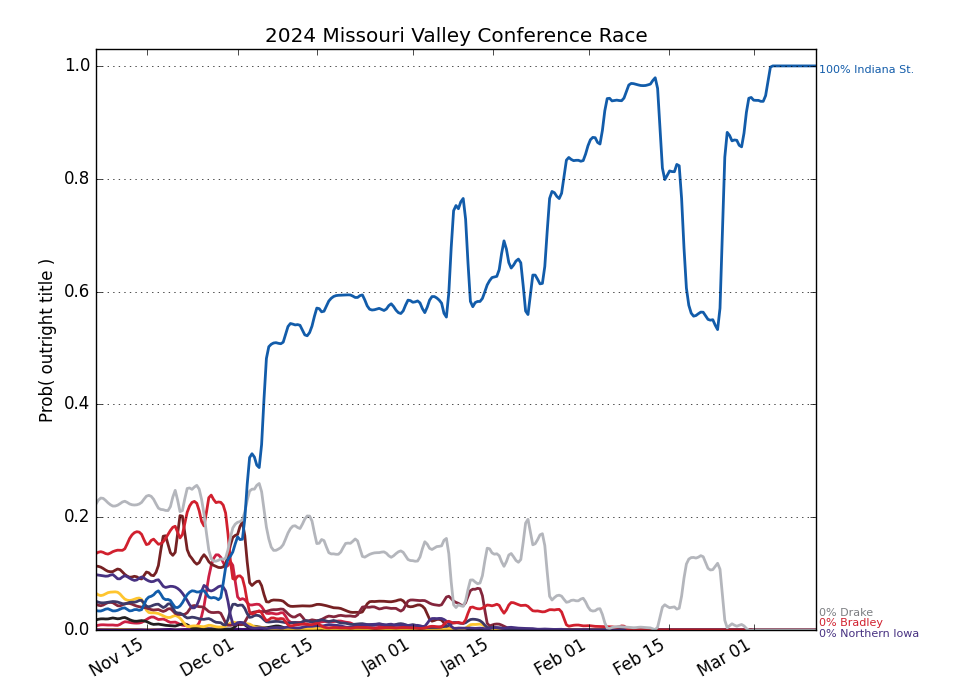 2024 Missouri Valley Conference Race
Prob( outright title )
1.0
0.8
0.6
0.4
0.2
0.0
Nov 15
Dec 01
Dec 15
Jan 01
Jan 15
Feb 01
Feb 15
Mar 01
100% Indiana St.
0% Drake
0% Bradley
0% Northern Iowa